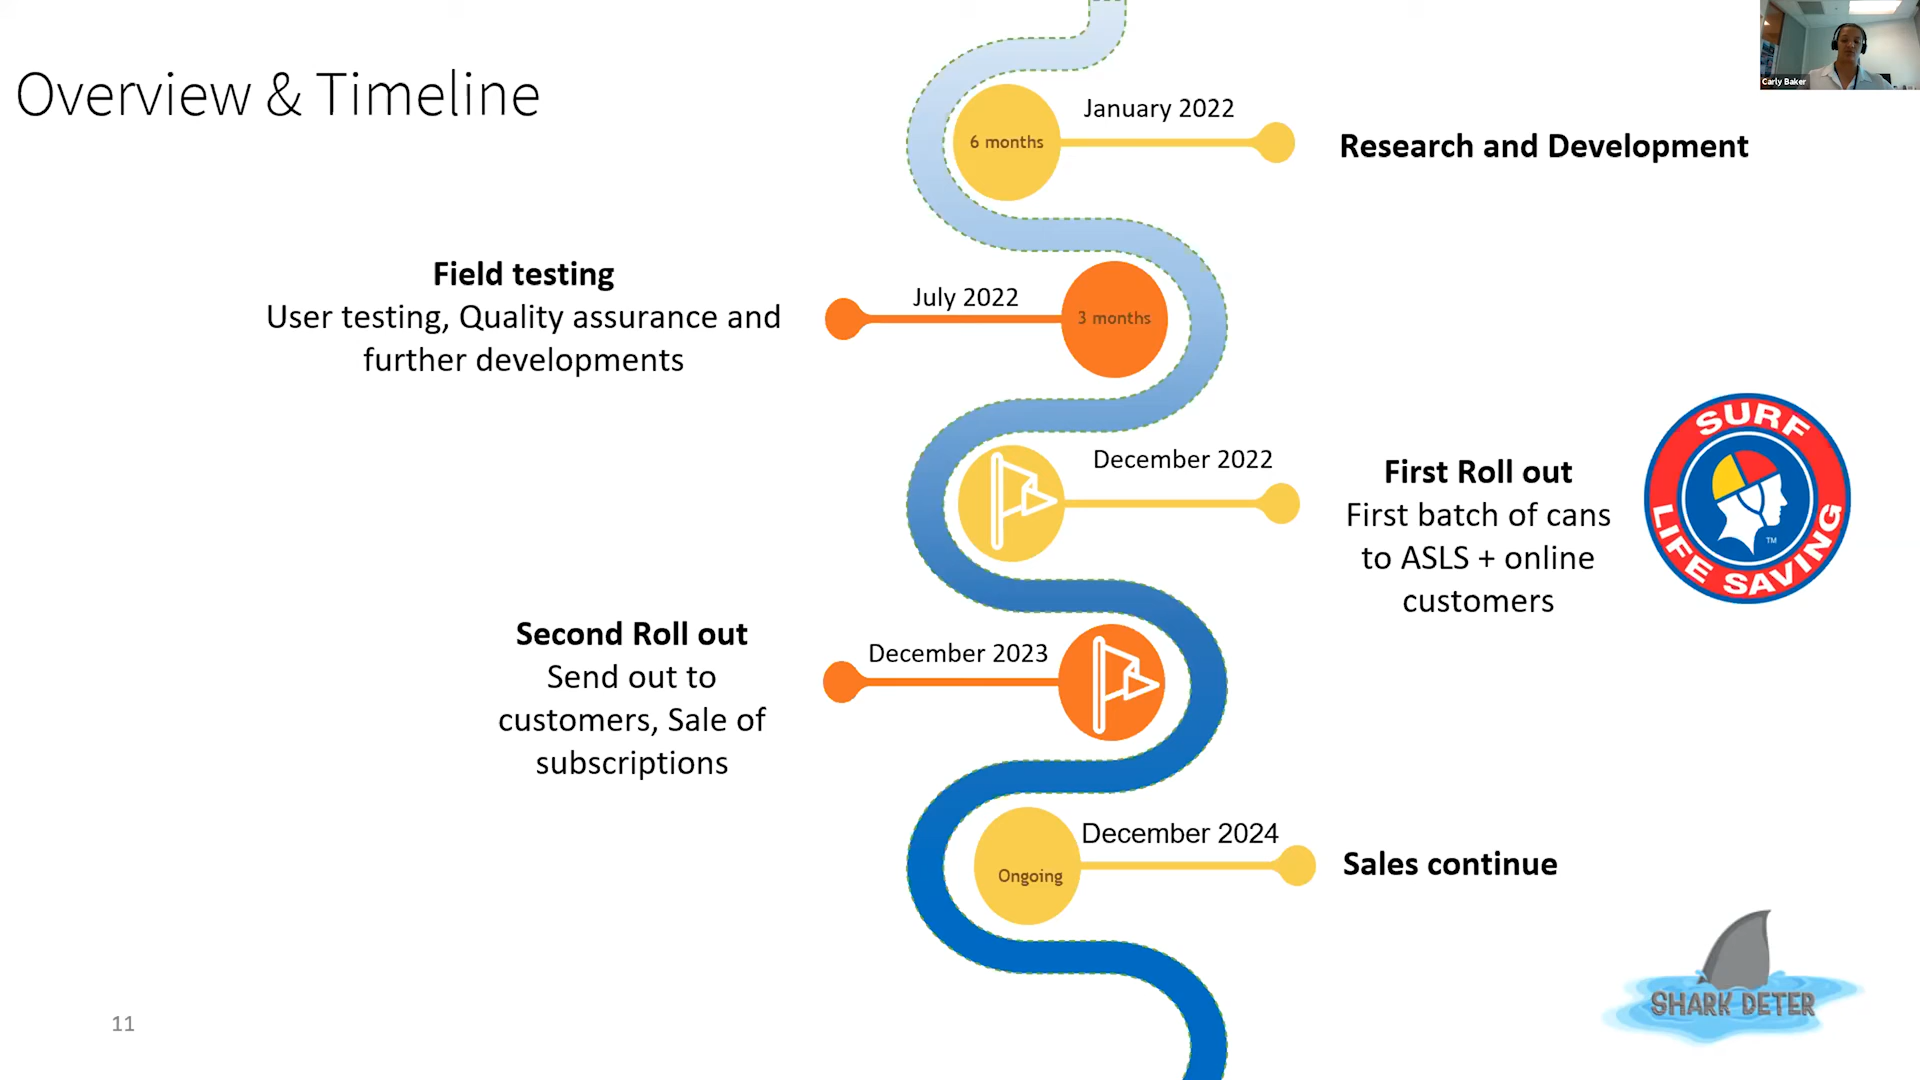 Overview & Timeline
Carly Baker
January 2022
6 months
Research and Development
Field testing
User testing, Quality assurance and
further developments
July 2022
3 months
December 2022
First Roll out
First batch of cans
to ASLS + online
customers
SURF
LIFE SAVING
TM
Second Roll out
Send out to
customers, Sale of
subscriptions
December 2023
December 2024
Ongoing
Sales continue
SHARK DETER
11